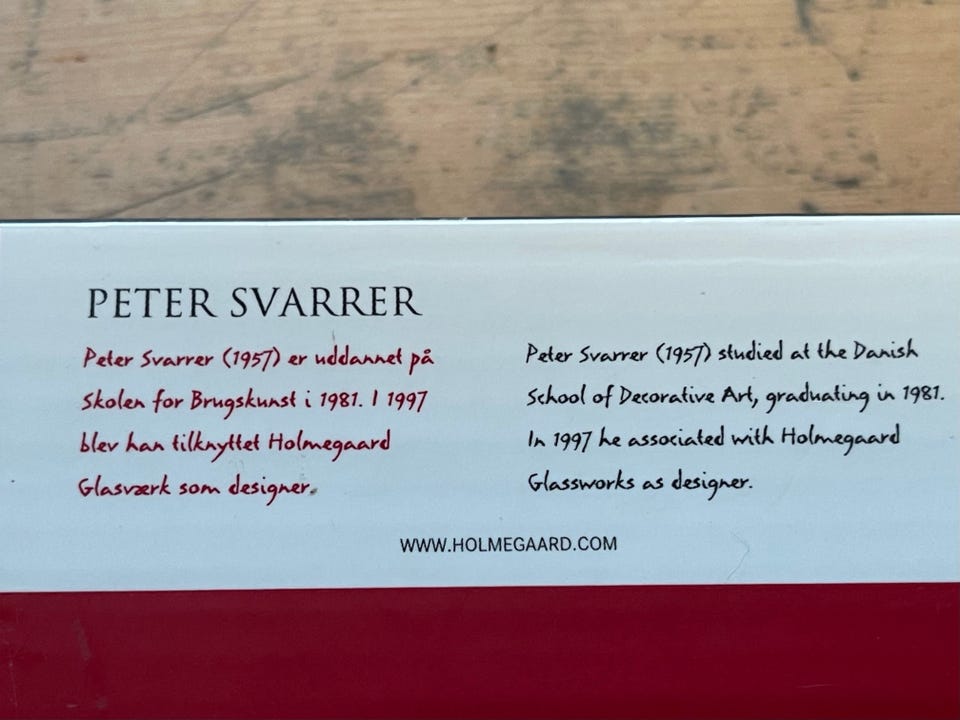 PETER SVARRER
Peter Svarrer (1957) er uddannet på
Skolen for Brugskunst i 1981. I 1997
blev han tilknyttet Holmegaard
Glasværk som designer.
Peter Svarrer (1957) studied at the Danish
School of Decorative Art, graduating in 1981.
In 1997 he associated with Holmegaard
Glassworks as designer.
WWW.HOLMEGAARD.COM